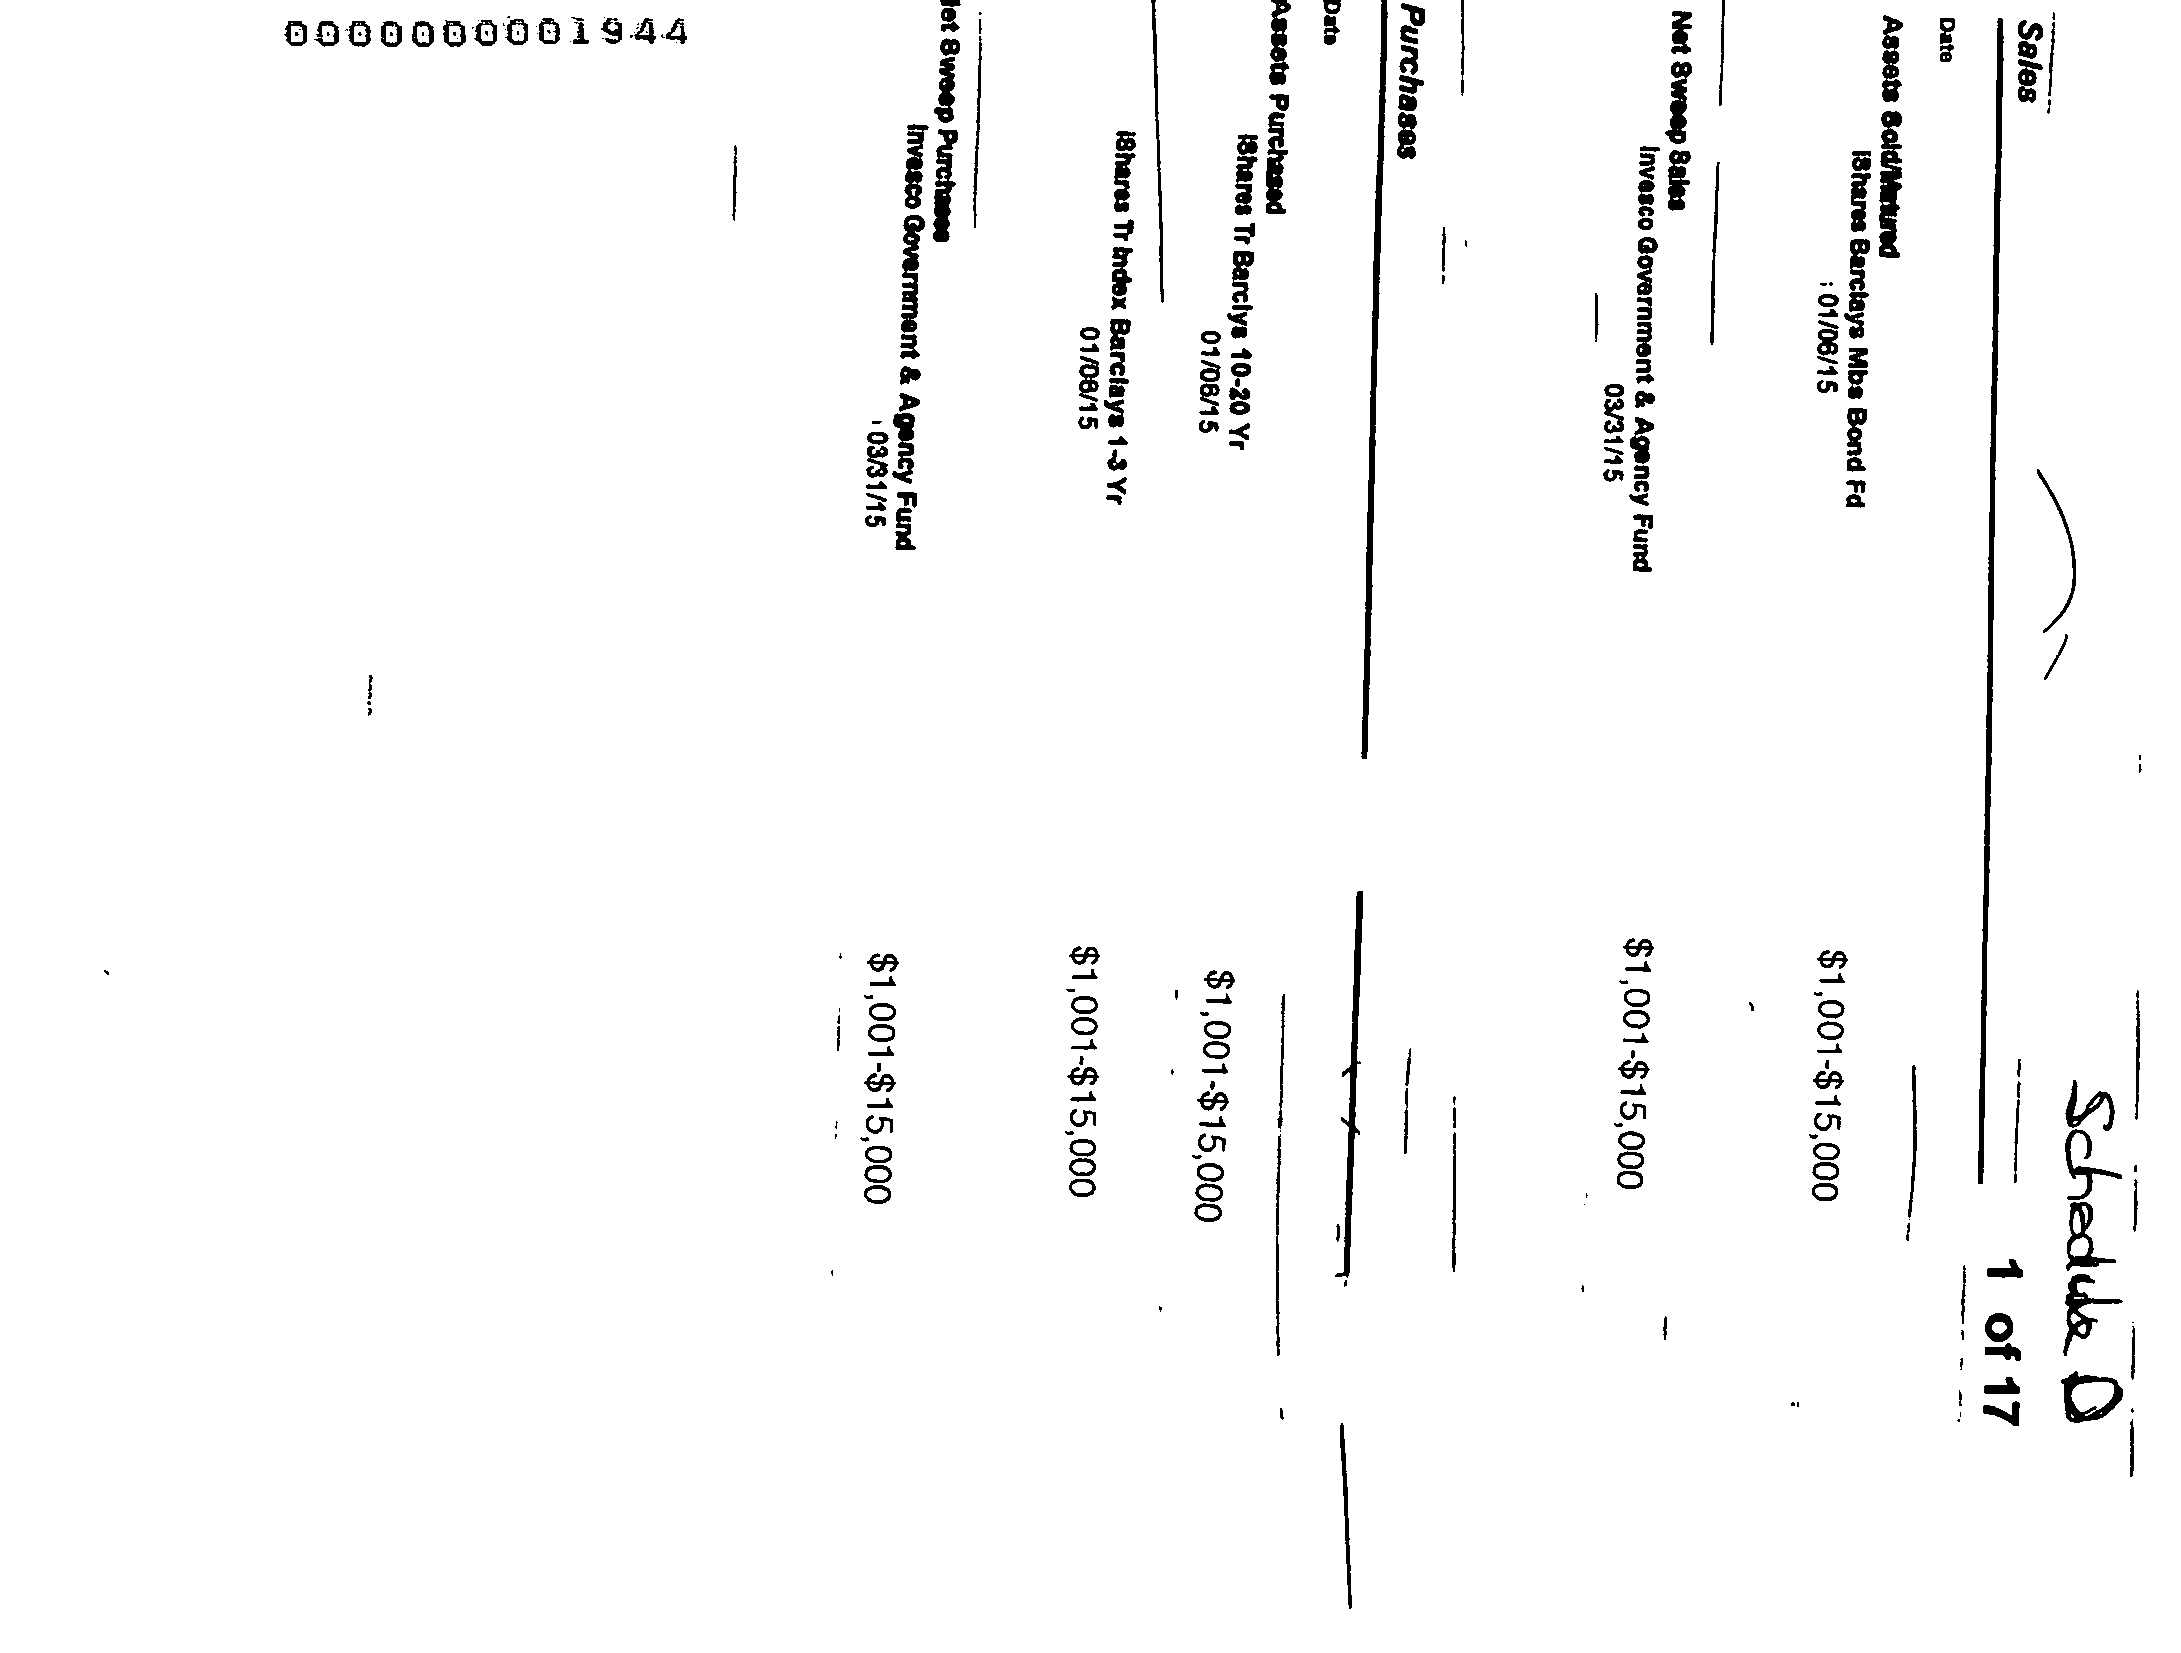 Schedule D
1 of 17
Sales
Date
Assets Sold/Matured
iShares Barclays Mbs Bond Fd
01/06/15 $1,001-$15,000
Net Sweep Sales
Invesco Government & Agency Fund
03/31/15 $1,001-$15,000
Purchases
Date
Assets Purchased
iShares Tr Barclys 10-20 Yr
01/06/15 $1,001-$15,000
iShares Tr Index Barclays 1-3 Yr
01/06/15 $1,001-$15,000
let Sweep Purchases
Invesco Government & Agency Fund
03/31/15 $1,001-$15,000
0000000001944